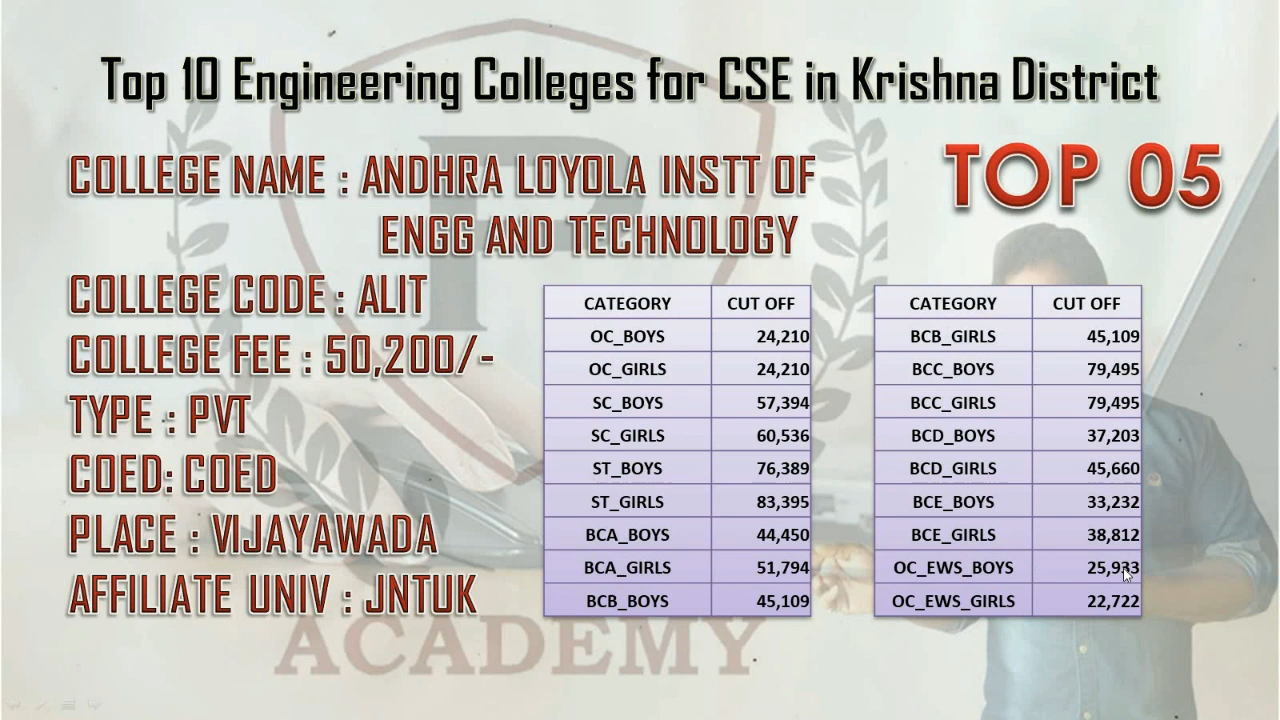 Top 10 Engineering Colleges for CSE in Krishna District
TOP 05
COLLEGE NAME : ANDHRA LOYOLA INSTT OF
ENGG AND TECHNOLOGY
COLLEGE CODE : ALIT
COLLEGE FEE : 50,200/-
TYPE : PVT
COED: COED
PLACE : VIJAYAWADA
AFFILIATE UNIV : JNTUK
CATEGORY CUT OFF
OC_BOYS 24,210
OC_GIRLS 24,210
SC_BOYS 57,394
SC_GIRLS 60,536
ST_BOYS 76,389
ST_GIRLS 83,395
BCA_BOYS 44,450
BCA_GIRLS 51,794
BCB_BOYS 45,109
CATEGORY CUT OFF
BCB_GIRLS 45,109
BCC_BOYS 79,495
BCC_GIRLS 79,495
BCD_BOYS 37,203
BCD_GIRLS 45,660
BCE_BOYS 33,232
BCE_GIRLS 38,812
OC_EWS_BOYS
OC_EWS_GIRLS 22,722
ACADEMY